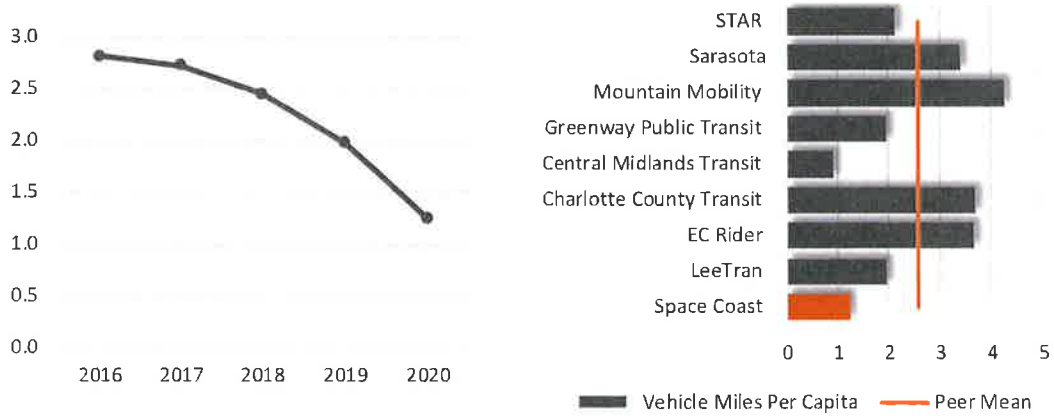 3.0
2.5
2.0
1.5
1.0
0.5
0.0
2016 2017 2018 2019 2020
STAR
Sarasota
Mountain Mobility
Greenway Public Transit
Central Midlands Transit
Charlotte County Transit
EC Rider
LeeTran
Space Coast
0 1 2 3 4 5
Vehicle Miles Per Capita Peer Mean